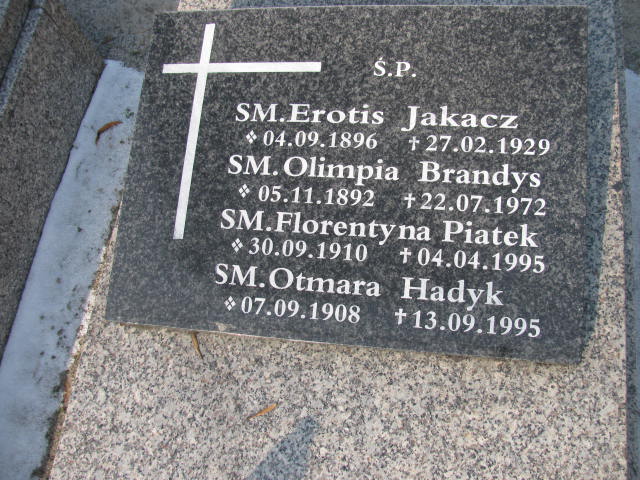 Ś.P.
SM.Erotis Jakacz
❖ 04.09.1896 ✝ 27.02.1929
SM.Olimpia Brandys
❖ 05.11.1892 ✝ 22.07.1972
SM.Florentyna Piatek
❖ 30.09.1910 ✝ 04.04.1995
SM.Otmara Hadyk
❖ 07.09.1908 ✝ 13.09.1995